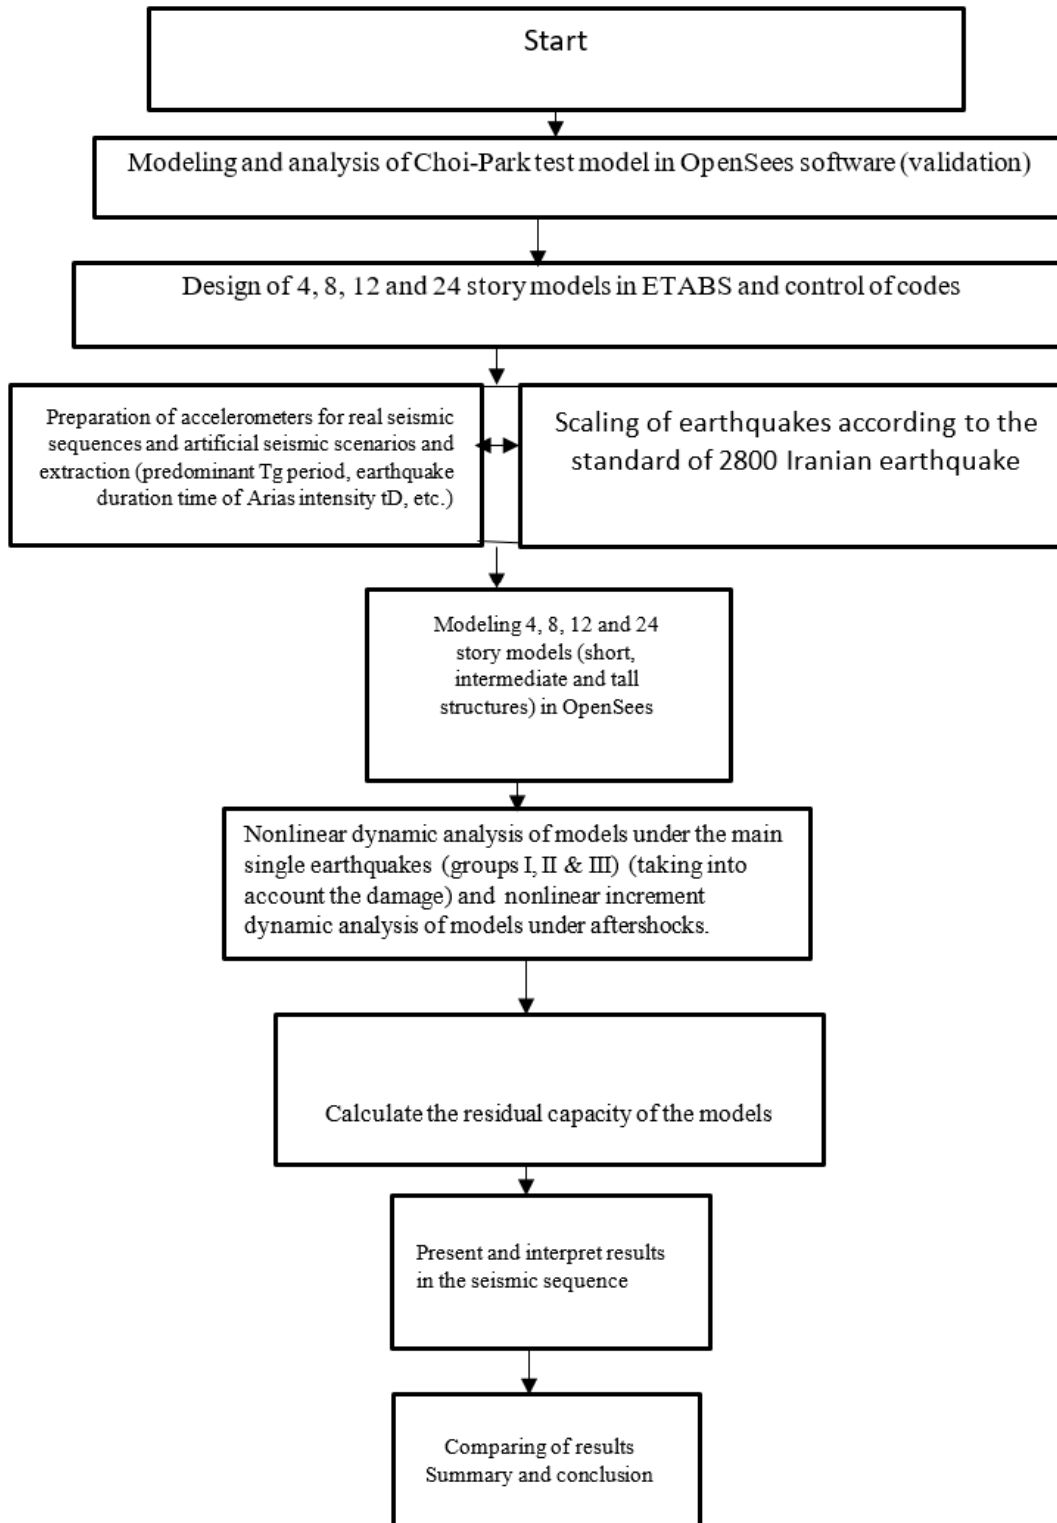 Start
Modeling and analysis of Choi-Park test model in OpenSees software (validation)
Design of 4, 8, 12 and 24 story models in ETABS and control of codes
Preparation of accelerometers for real seismic
sequences and artificial seismic scenarios and
extraction (predominant Tg period, earthquake
duration time of Arias intensity tD, etc.)
Scaling of earthquakes according to the
standard of 2800 Iranian earthquake
Modeling 4, 8, 12 and 24
story models (short,
intermediate and tall
structures) in OpenSees
Nonlinear dynamic analysis of models under the main
single earthquakes (groups I, II & III) (taking into
account the damage) and nonlinear increment
dynamic analysis of models under aftershocks.
Calculate the residual capacity of the models
Present and interpret results
in the seismic sequence
Comparing of results
Summary and conclusion